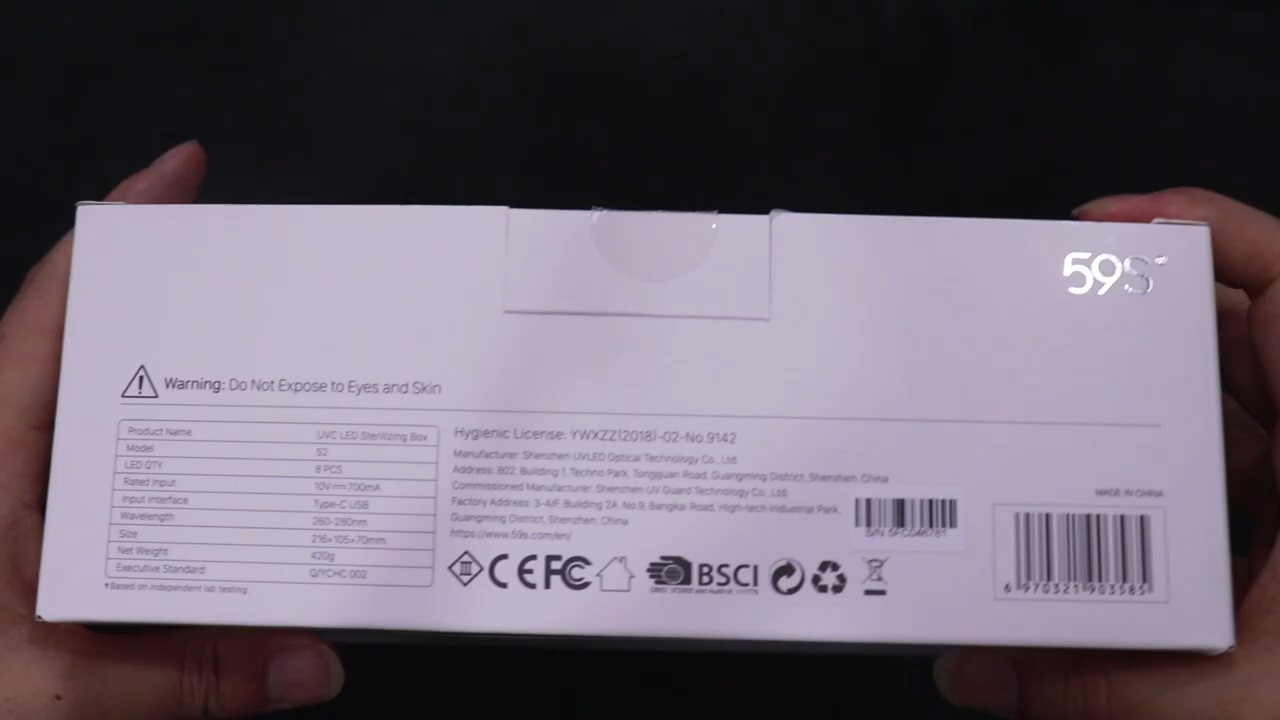 59S
Warning: Do Not Expose to Eyes and Skin
Product Name UVC LED Sterilizing Box
Model S2
LED QTY 8 PCS
Rated Input 10V⎓700mA
Input Interface Type-C USB
Wavelength 260-280nm
Size 216*105*70mm
Net Weight 420g
Executive Standard Q/YCHC 002
*Based on independent lab testing.
Hygienic License: YWXZZ(2018)-02-No.9142
Manufacturer: Shenzhen UVLED Optical Technology Co., Ltd.
Address: 802, Building 1, Techno Park, Tongguan Road, Guangming District, Shenzhen, China
Commissioned Manufacturer: Shenzhen UV Guard Technology Co., Ltd.
Factory Address: 3-4/F, Building 2A, No.9, Bangkai Road, High-tech Industrial Park,
Guangming District, Shenzhen, China
https://www.59s.com/en/
III CE FC BSCI
MADE IN CHINA
6 970321 903585